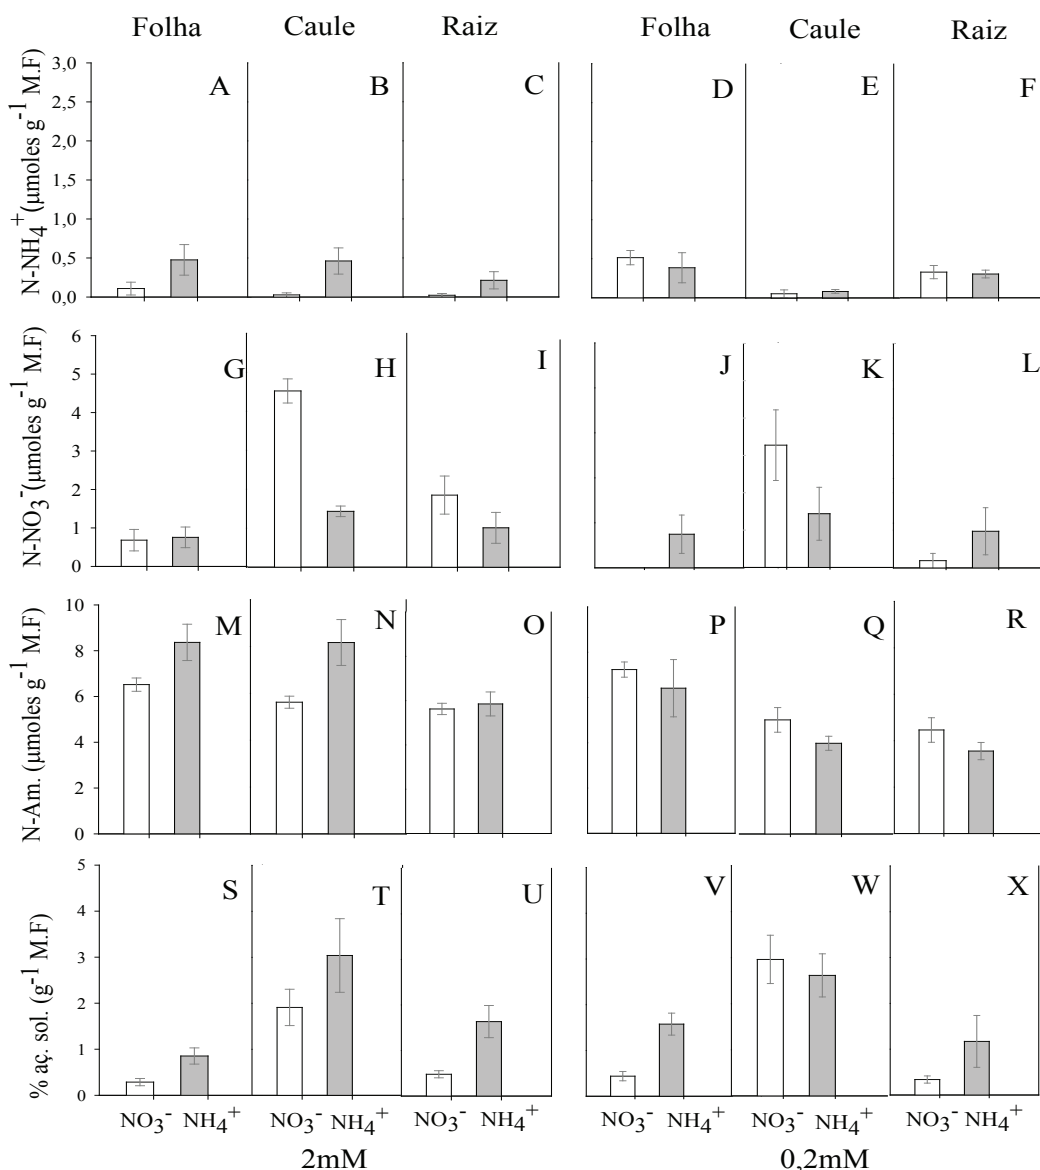 Folha Caule Raiz Folha Caule Raiz
N-NH4+ (µmoles g-1 M.F)
3,0
2,5
2,0
1,5
1,0
0,5
0,0
A B C D E F
N-NO3- (µmoles g-1 M.F)
6
5
4
3
2
1
0
G H I J K L
N-Am. (µmoles g-1 M.F)
10
8
6
4
2
0
M N O P Q R
% aç. sol. (g-1 M.F)
5
4
3
2
1
0
S T U V W X
NO3- NH4+ NO3- NH4+ NO3- NH4+ NO3- NH4+ NO3- NH4+ NO3- NH4+
2mM 0,2mM